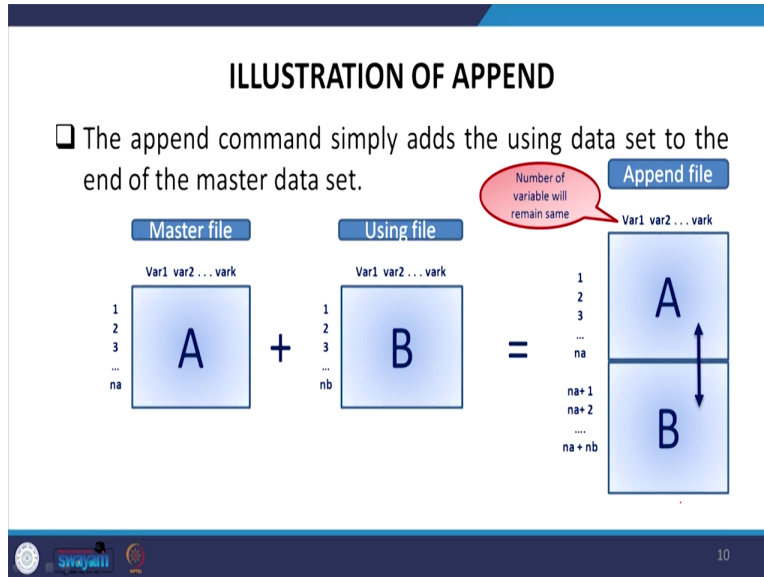 ILLUSTRATION OF APPEND
❑ The append command simply adds the using data set to the
end of the master data set.
Number of
variable will
remain same
Append file
Master file
Using file
Var1 var2 . . . vark
Var1 var2 . . . vark
Var1 var2 . . . vark
1
2
3
...
na
A
+
1
2
3
...
nb
B
=
1
2
3
...
na
A
na+ 1
na+ 2
....
na + nb
B
swayam
10